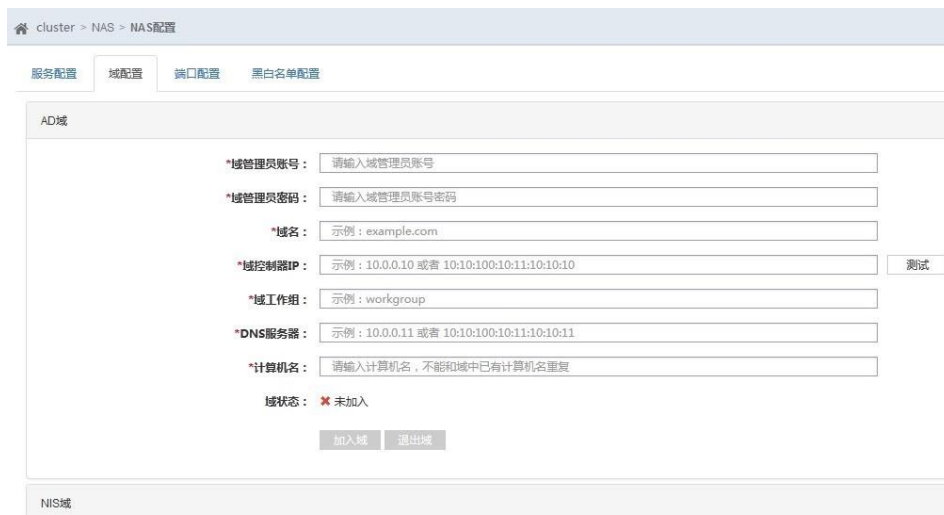 cluster > NAS > NAS配置
服务配置 域配置 端口配置 黑白名单配置
AD域
*域管理员账号： 请输入域管理员账号
*域管理员密码： 请输入域管理员账号密码
*域名： 示例：example.com
*域控制器IP： 示例：10.0.0.10 或者 10:10:100:10:11:10:10:10 测试
*域工作组： 示例：workgroup
*DNS服务器： 示例：10.0.0.11 或者 10:10:100:10:11:10:10:11
*计算机名： 请输入计算机名，不能和域中已有计算机名重复
域状态： ✖ 未加入
加入域 退出域
NIS域